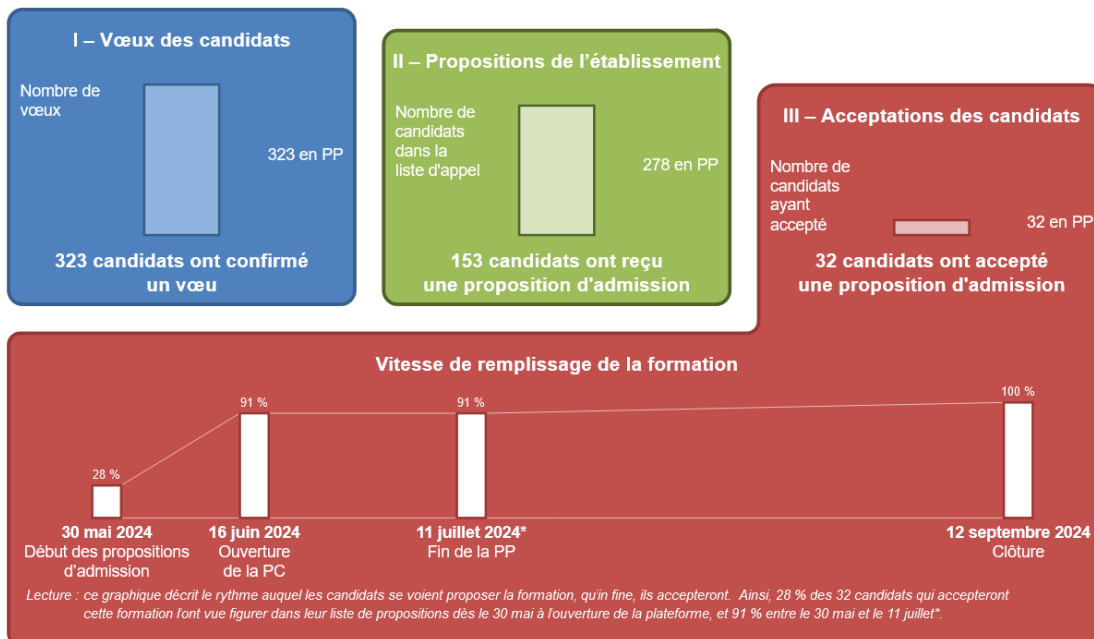 I – Vœux des candidats
Nombre de
vœux
323 en PP
323 candidats ont confirmé
un vœu
II – Propositions de l'établissement
Nombre de
candidats
dans la
liste d'appel
278 en PP
153 candidats ont reçu
une proposition d'admission
III – Acceptations des candidats
Nombre de
candidats
ayant
accepté
32 en PP
32 candidats ont accepté
une proposition d'admission
Vitesse de remplissage de la formation
28 %
91 %
91 %
100 %
30 mai 2024
Début des propositions
d'admission
16 juin 2024
Ouverture
de la PC
11 juillet 2024*
Fin de la PP
12 septembre 2024
Clôture
Lecture : ce graphique décrit le rythme auquel les candidats se voient proposer la formation, qu'in fine, ils accepteront. Ainsi, 28 % des 32 candidats qui accepteront
cette formation l'ont vue figurer dans leur liste de propositions dès le 30 mai à l'ouverture de la plateforme, et 91 % entre le 30 mai et le 11 juillet*.